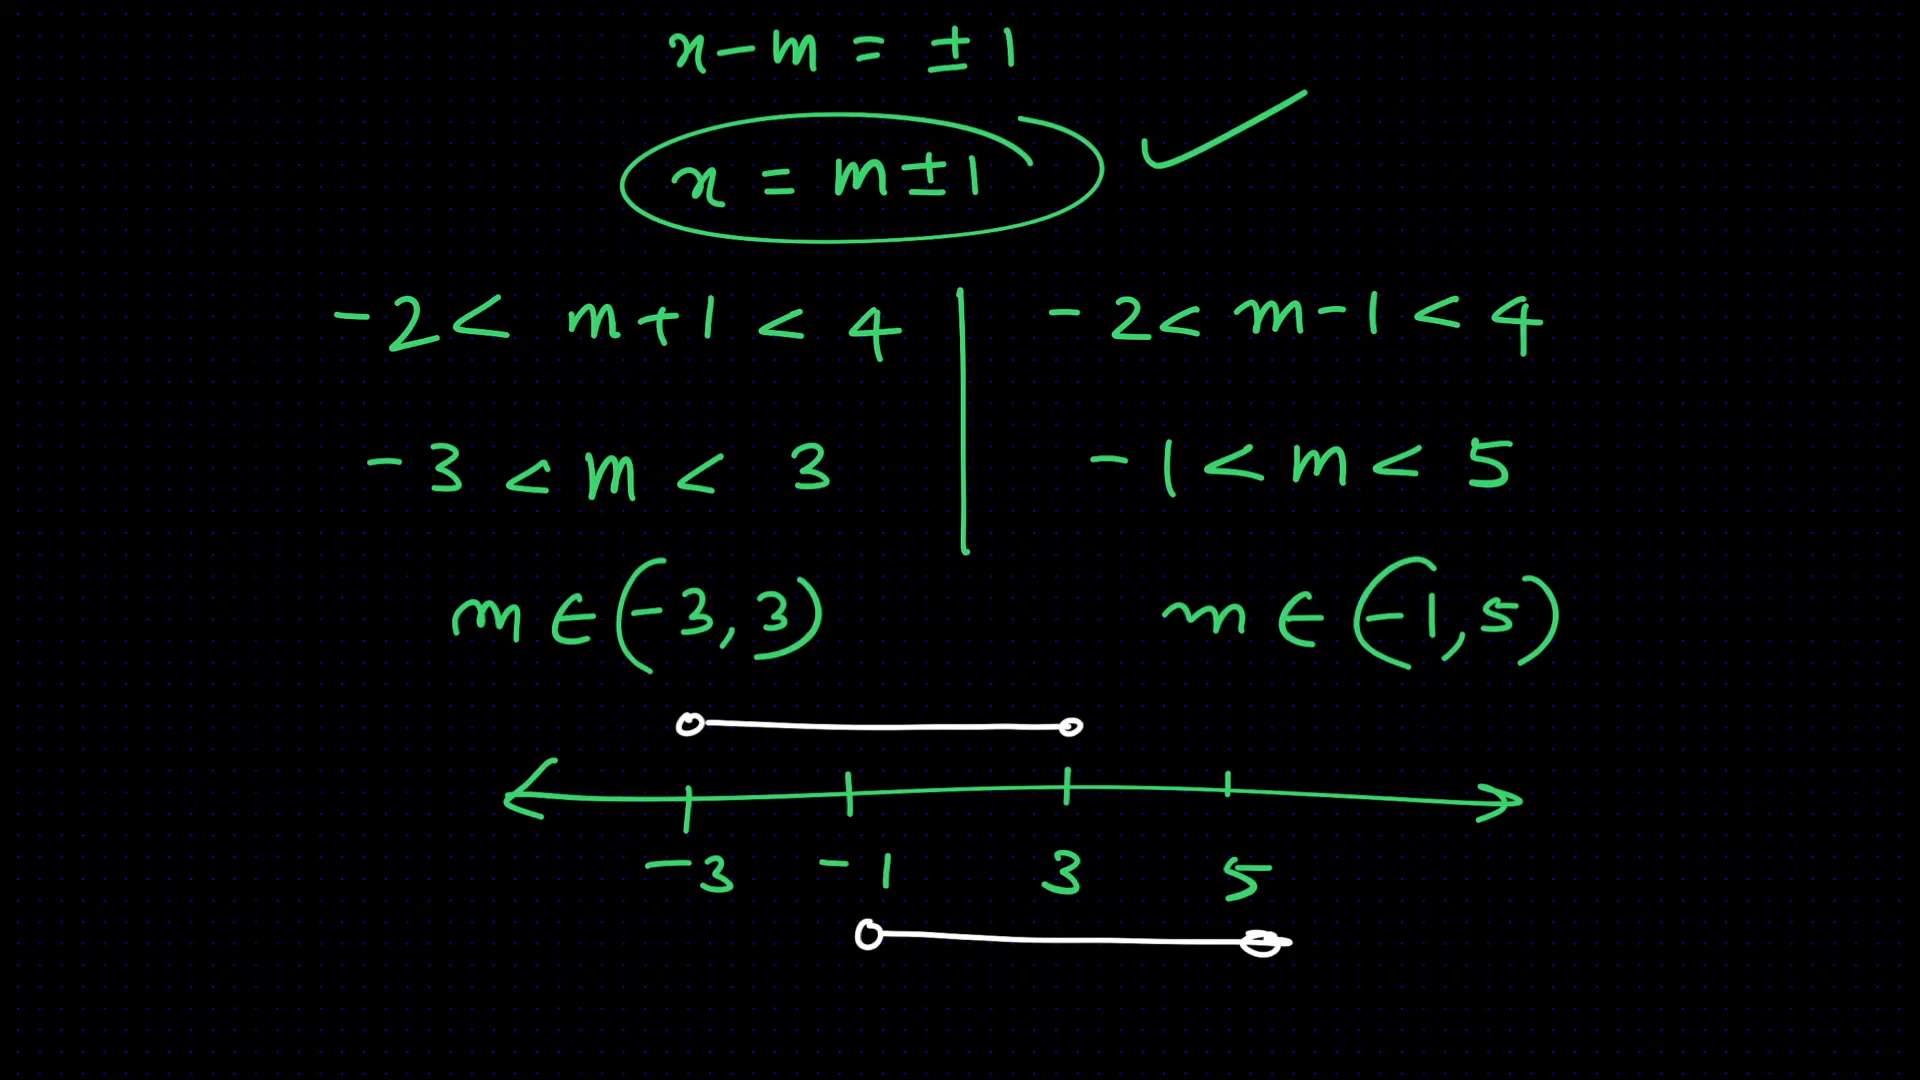 x - m = ± 1
x = m ± 1
-2 < m + 1 < 4 | -2 < m - 1 < 4
-3 < m < 3 | -1 < m < 5
m ∈ (-3, 3) m ∈ (-1, 5)
-3 -1 3 5